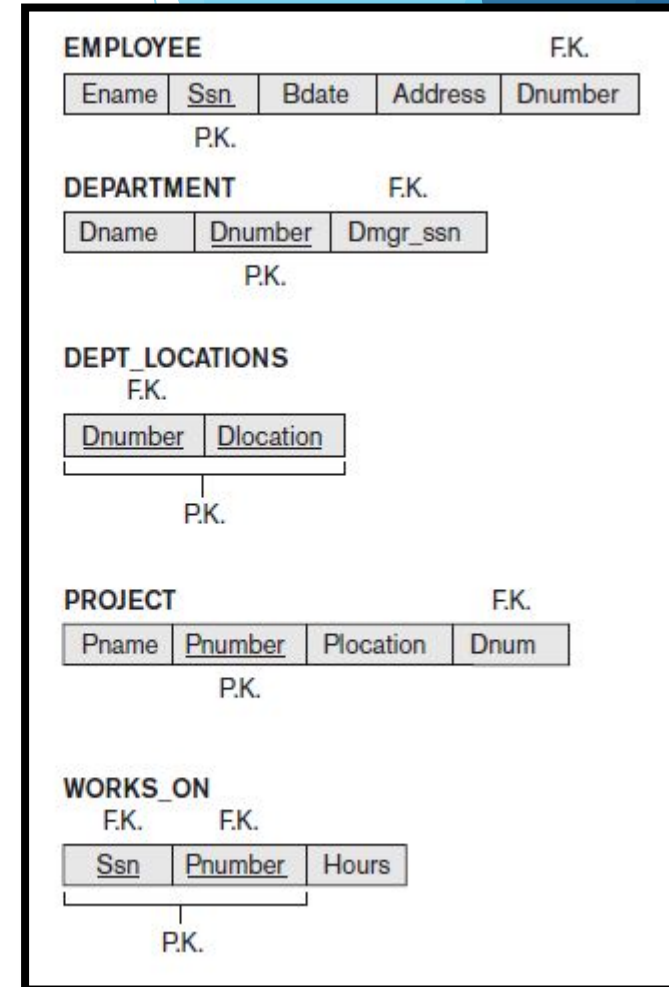 EMPLOYEE F.K.
Ename Ssn Bdate Address Dnumber
P.K.
DEPARTMENT F.K.
Dname Dnumber Dmgr_ssn
P.K.
DEPT_LOCATIONS
F.K.
Dnumber Dlocation
P.K.
PROJECT F.K.
Pname Pnumber Plocation Dnum
P.K.
WORKS_ON
F.K. F.K.
Ssn Pnumber Hours
P.K.